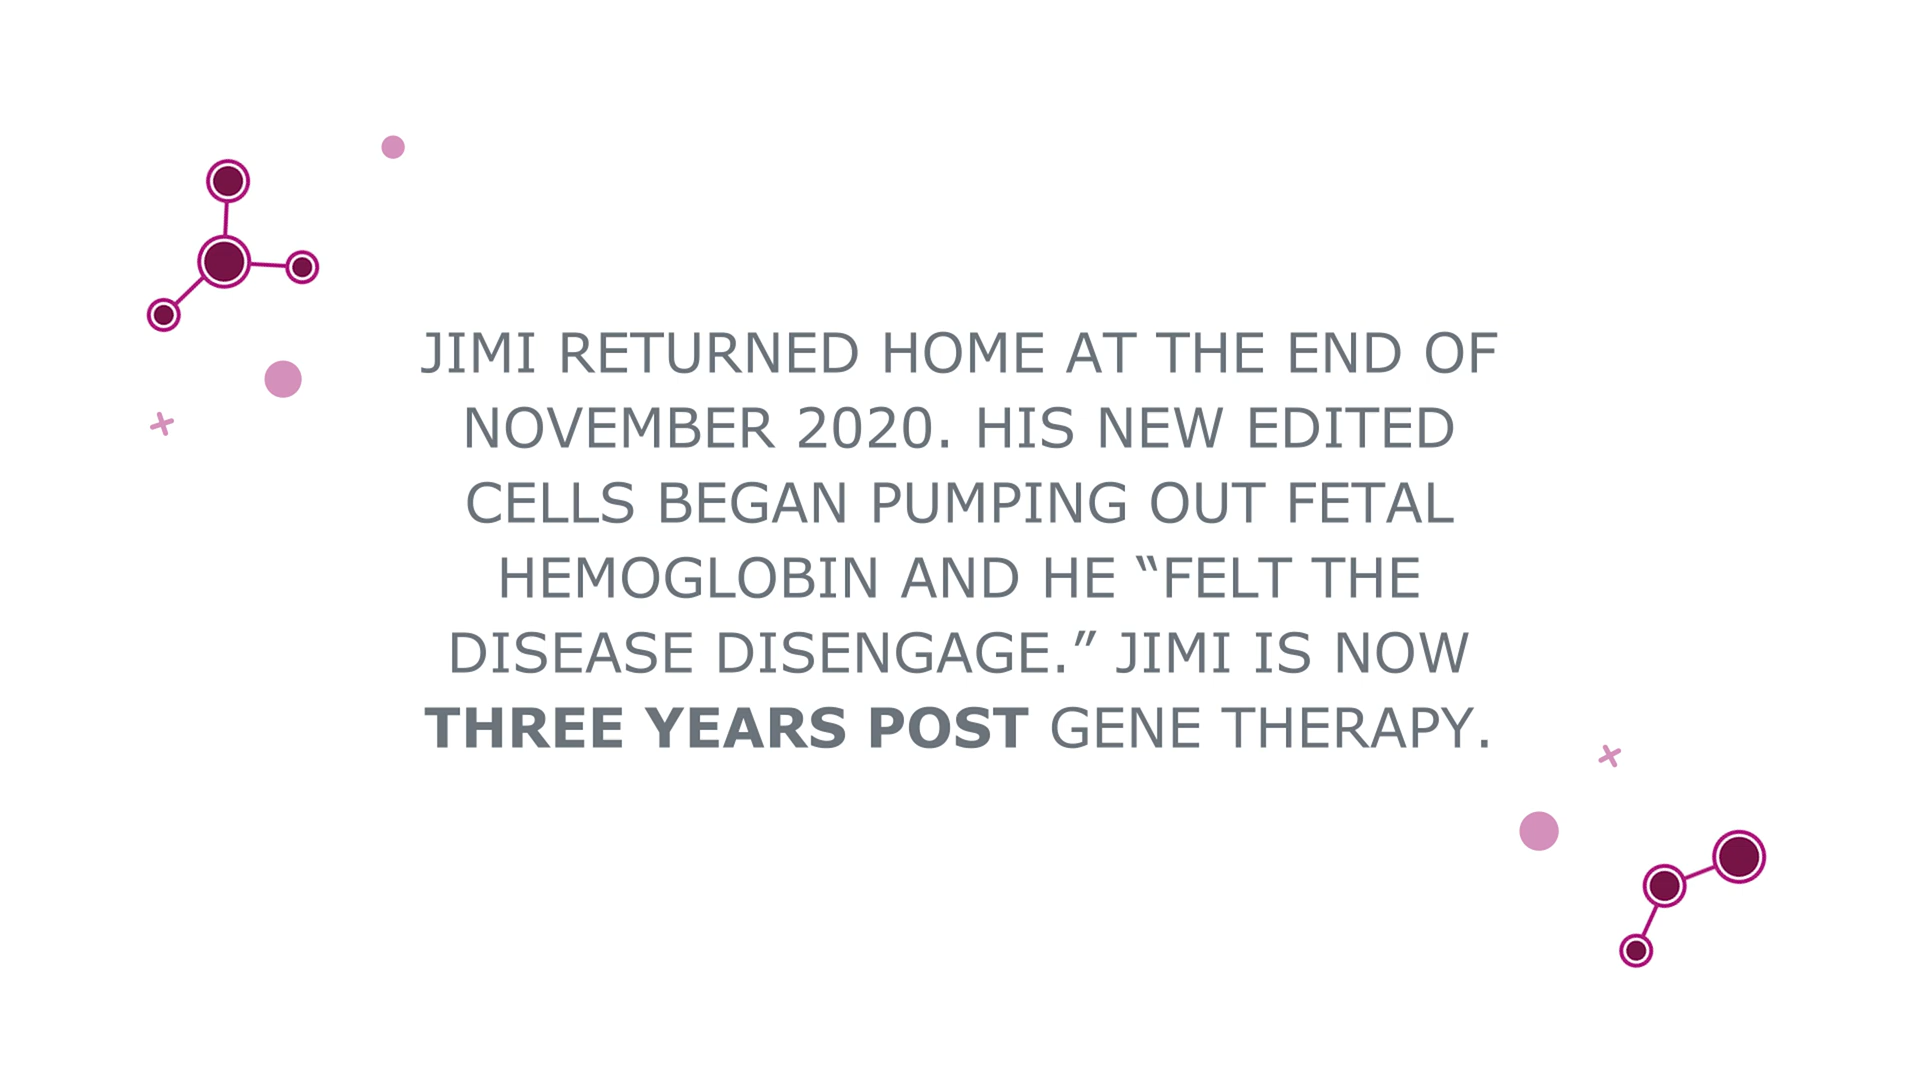 JIMI RETURNED HOME AT THE END OF
NOVEMBER 2020. HIS NEW EDITED
CELLS BEGAN PUMPING OUT FETAL
HEMOGLOBIN AND HE “FELT THE
DISEASE DISENGAGE.” JIMI IS NOW
THREE YEARS POST GENE THERAPY.